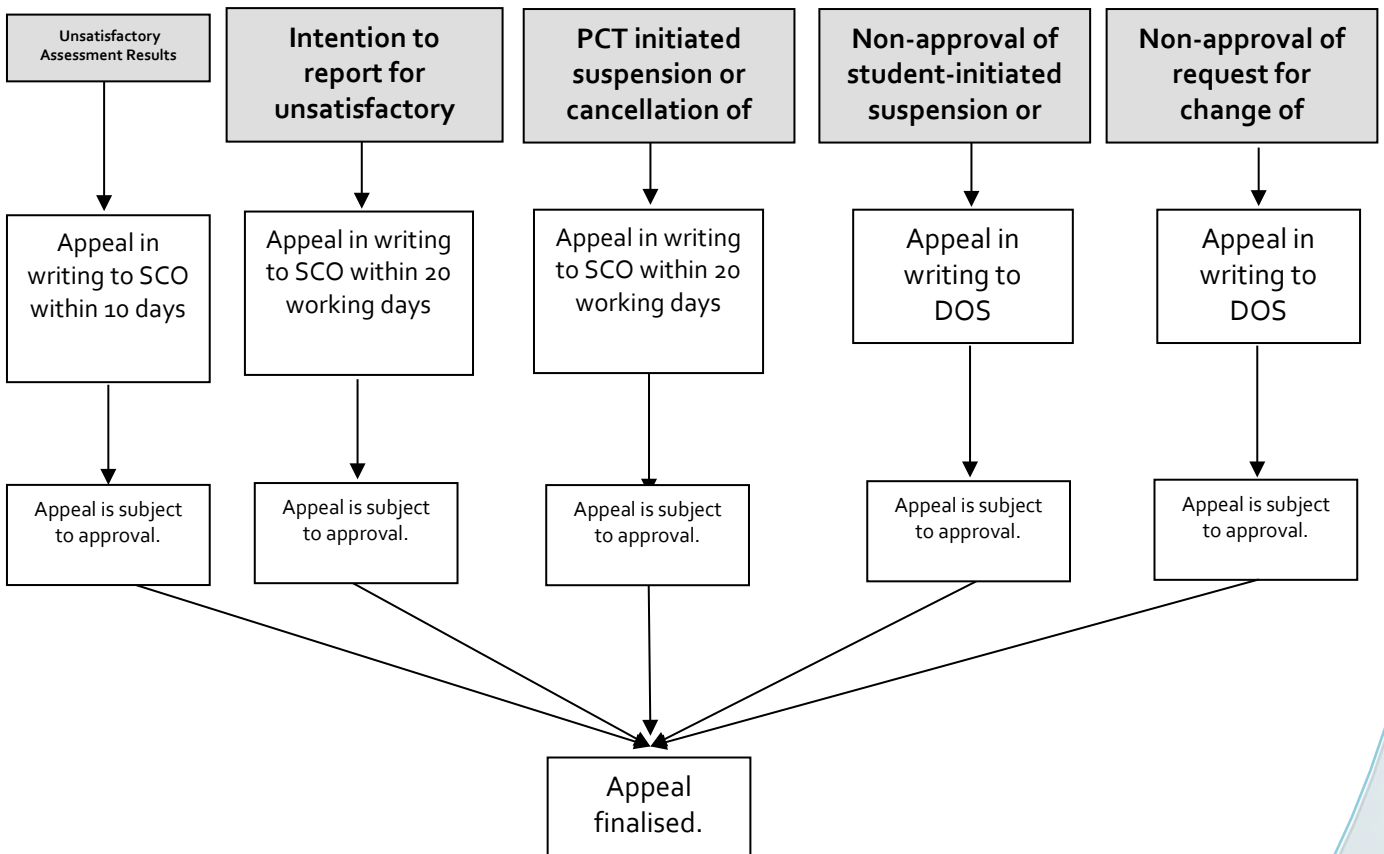 Unsatisfactory
Assessment Results
Intention to
report for
unsatisfactory
PCT initiated
suspension or
cancellation of
Non-approval of
student-initiated
suspension or
Non-approval of
request for
change of
Appeal in
writing to SCO
within 10 days
Appeal in writing
to SCO within 20
working days
Appeal in writing
to SCO within 20
working days
Appeal in
writing to
DOS
Appeal in
writing to
DOS
Appeal is subject
to approval.
Appeal is subject
to approval.
Appeal is subject
to approval.
Appeal is subject
to approval.
Appeal is subject
to approval.
Appeal
finalised.